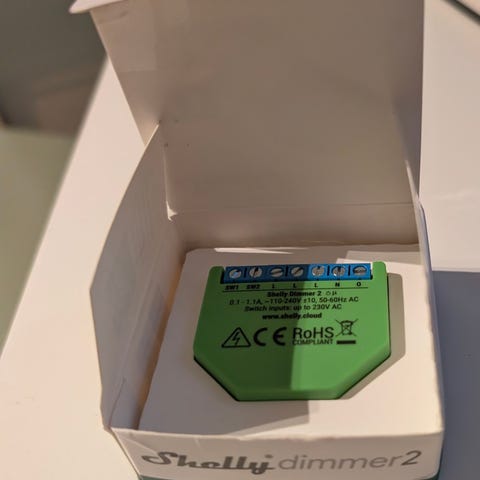 SW1 SW2 L L L N O
Shelly Dimmer 2
0.1 - 1.1A, ~110-240V ±10, 50-60Hz AC
Switch inputs: up to 230V AC
www.shelly.cloud
CE RoHS
COMPLIANT
Shelly dimmer2